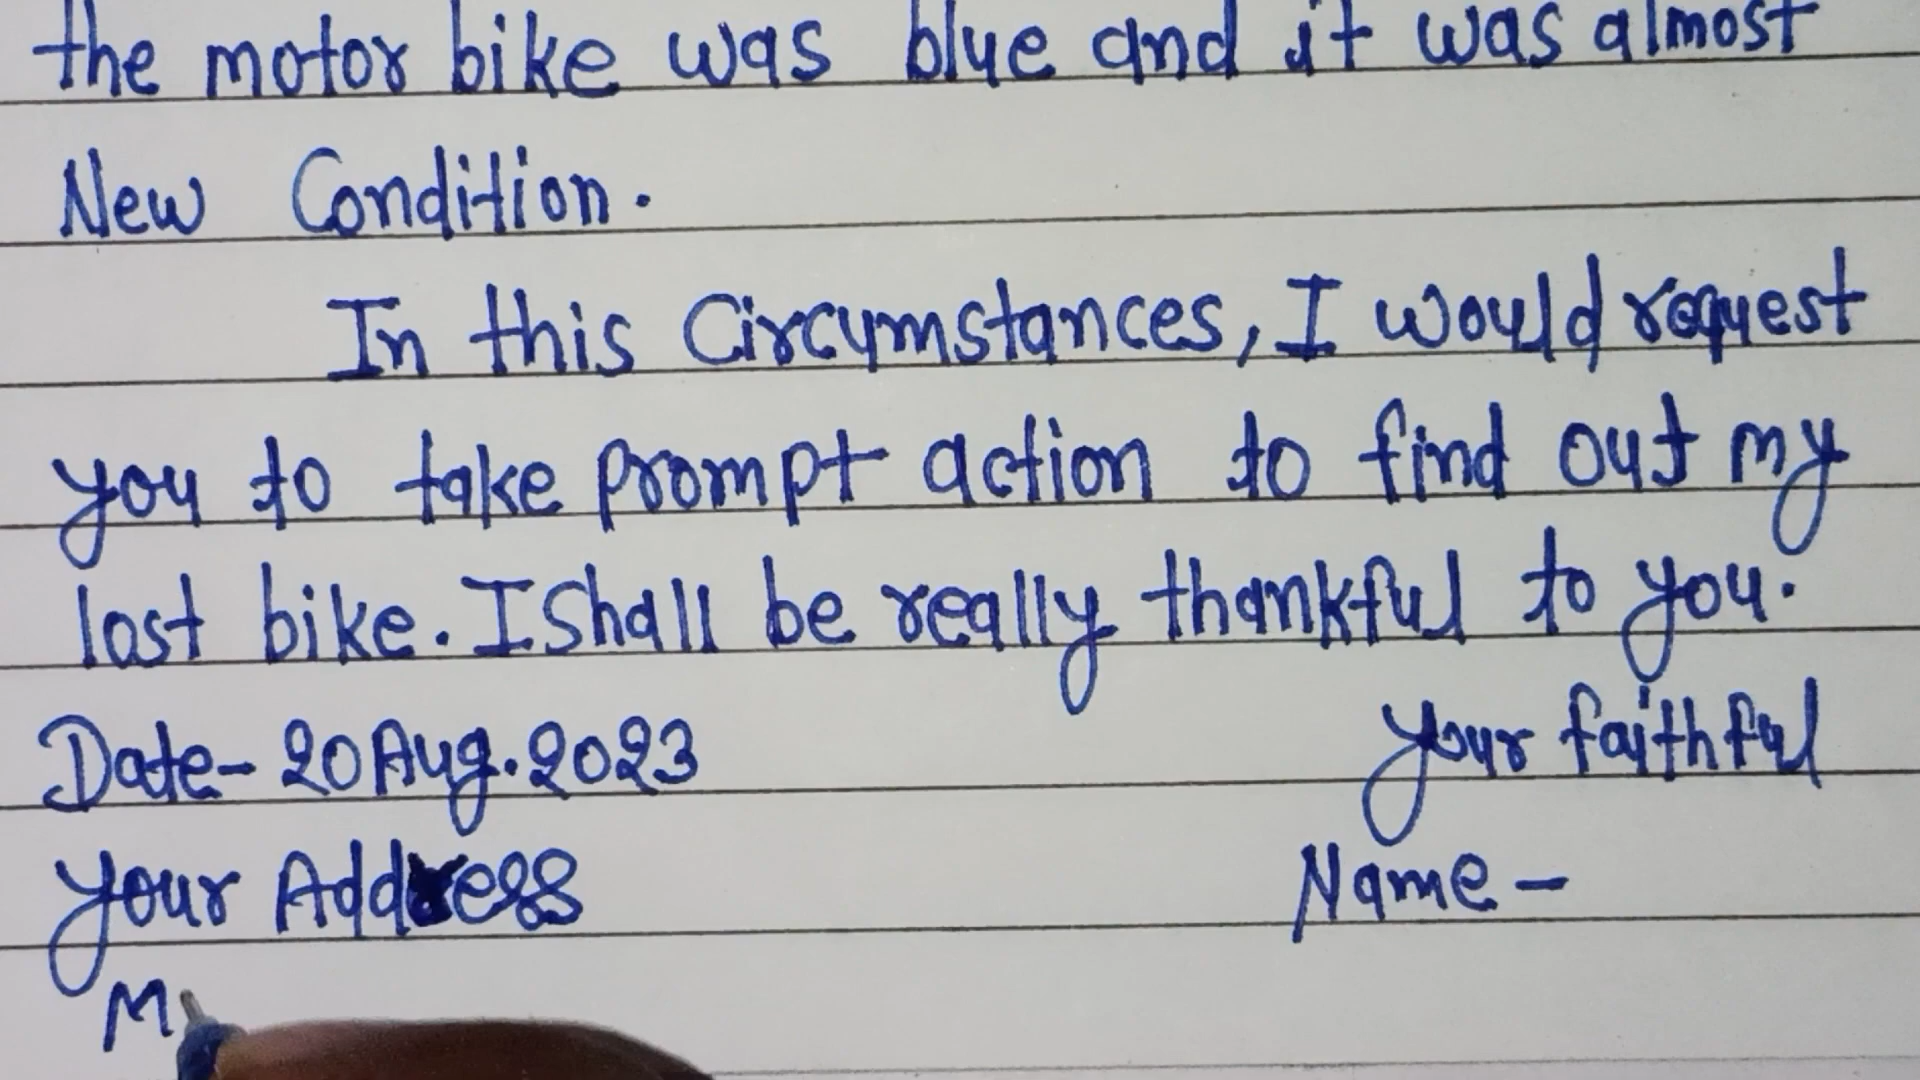 the motor bike was blue and it was almost
New Condition.
In this Circumstances, I would request
you to take prompt action to find out my
lost bike. I Shall be really thankful to you.
Date- 20 Aug. 2023
your faithful
Your Address
Name -
M